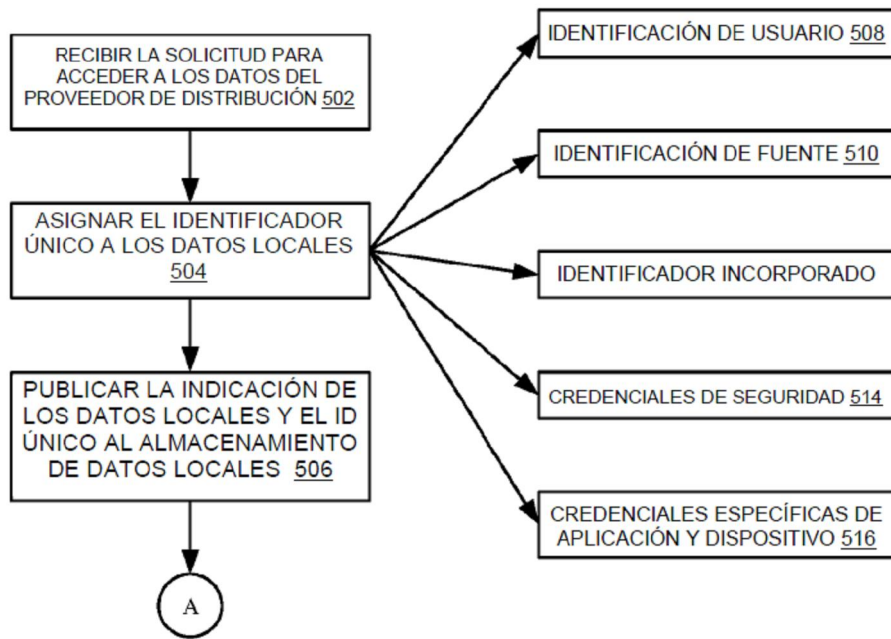 RECIBIR LA SOLICITUD PARA
ACCEDER A LOS DATOS DEL
PROVEEDOR DE DISTRIBUCIÓN 502
ASIGNAR EL IDENTIFICADOR
ÚNICO A LOS DATOS LOCALES
504
PUBLICAR LA INDICACIÓN DE
LOS DATOS LOCALES Y EL ID
ÚNICO AL ALMACENAMIENTO
DE DATOS LOCALES 506
A
IDENTIFICACIÓN DE USUARIO 508
IDENTIFICACIÓN DE FUENTE 510
IDENTIFICADOR INCORPORADO
CREDENCIALES DE SEGURIDAD 514
CREDENCIALES ESPECÍFICAS DE
APLICACIÓN Y DISPOSITIVO 516